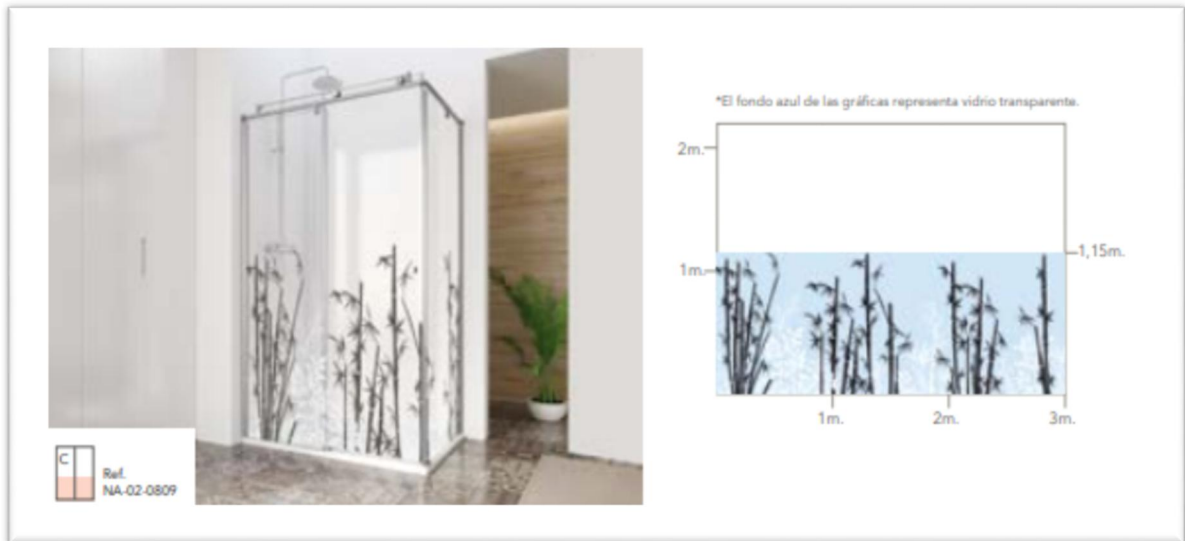 *El fondo azul de las gráficas representa vidrio transparente.
2m.
1,15m.
1m.
1m.
2m.
3m.
C
Ref.
NA-02-0809